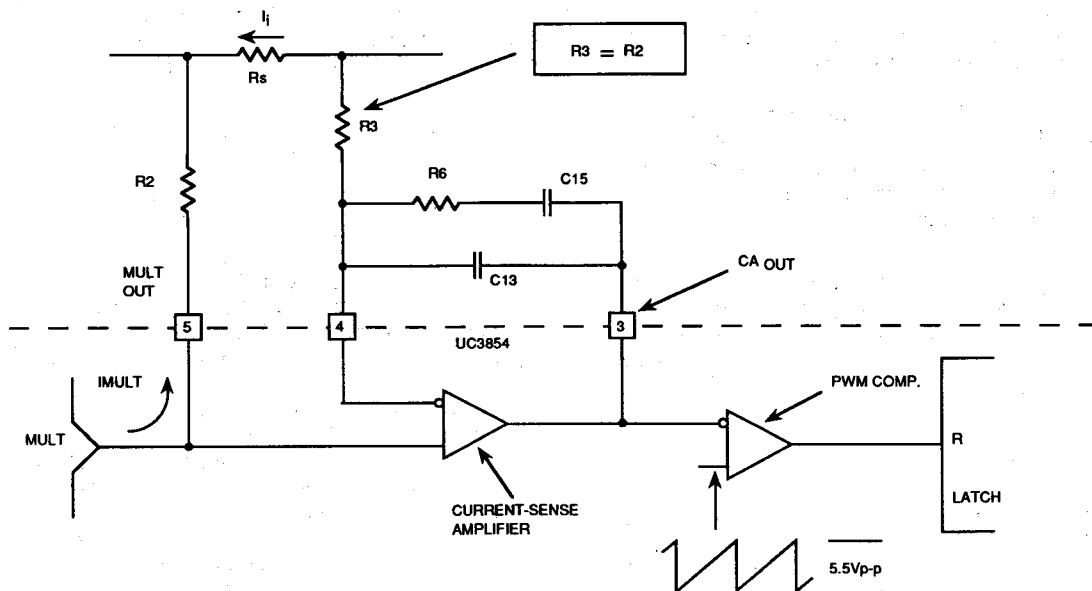 Ii
R3 = R2
Rs
R3
R2
R6
C15
C13
MULT
OUT
CA OUT
5
4
3
UC3854
IMULT
PWM COMP.
MULT
R
LATCH
CURRENT-SENSE
AMPLIFIER
5.5Vp-p